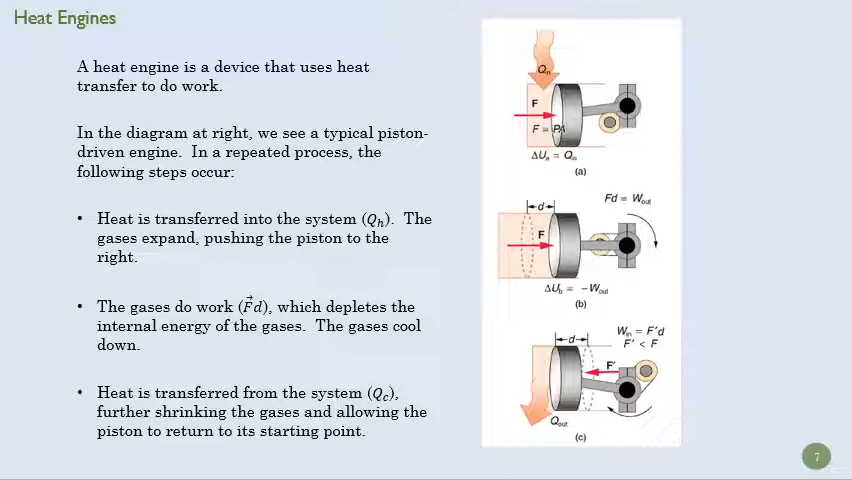 Heat Engines
A heat engine is a device that uses heat
transfer to do work.
In the diagram at right, we see a typical piston-
driven engine. In a repeated process, the
following steps occur:
• Heat is transferred into the system (Qₕ). The
gases expand, pushing the piston to the
right.
• The gases do work (F⃗d), which depletes the
internal energy of the gases. The gases cool
down.
• Heat is transferred from the system (Q_c),
further shrinking the gases and allowing the
piston to return to its starting point.
Qin
F
F = PA
ΔUa = Qin
(a)
d
Fd = Wout
F
ΔUb = −Wout
(b)
Win = F'd
F' < F
d
F'
Qout
(c)
7